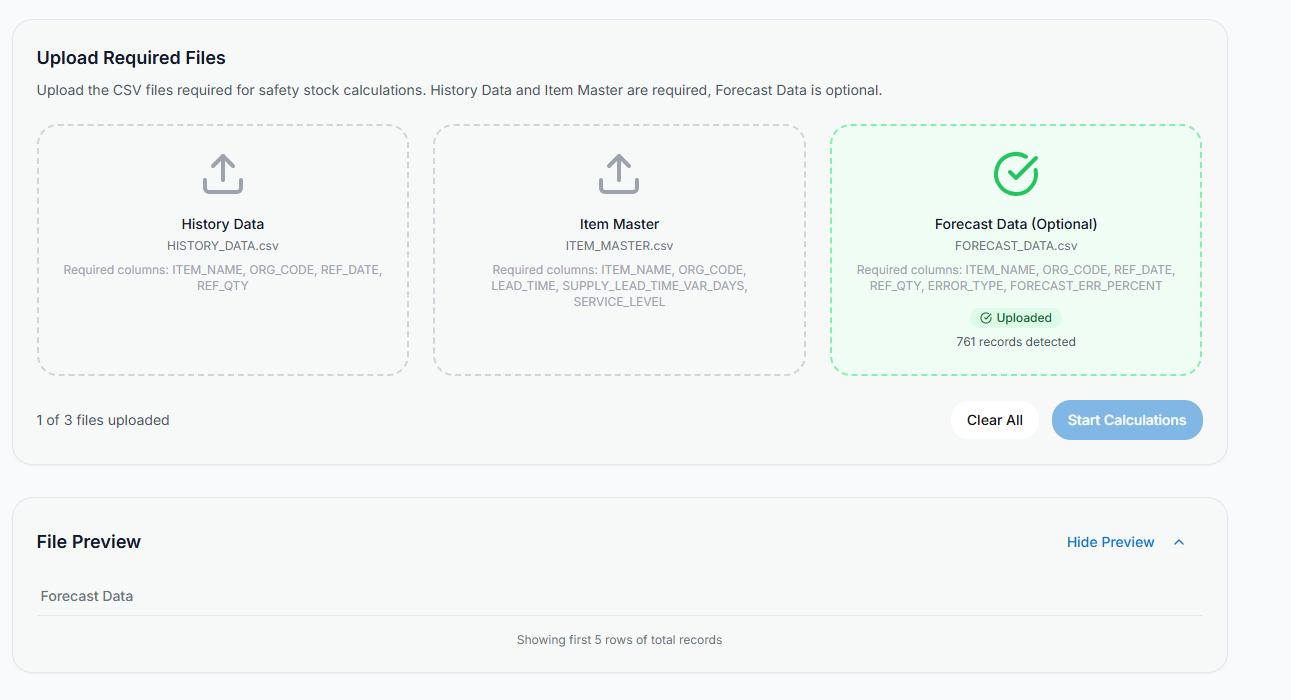 Upload Required Files
Upload the CSV files required for safety stock calculations. History Data and Item Master are required, Forecast Data is optional.
History Data
HISTORY_DATA.csv
Required columns: ITEM_NAME, ORG_CODE, REF_DATE,
REF_QTY
Item Master
ITEM_MASTER.csv
Required columns: ITEM_NAME, ORG_CODE,
LEAD_TIME, SUPPLY_LEAD_TIME_VAR_DAYS,
SERVICE_LEVEL
Forecast Data (Optional)
FORECAST_DATA.csv
Required columns: ITEM_NAME, ORG_CODE, REF_DATE,
REF_QTY, ERROR_TYPE, FORECAST_ERR_PERCENT
Uploaded
761 records detected
1 of 3 files uploaded
Clear All
Start Calculations
File Preview
Hide Preview
Forecast Data
Showing first 5 rows of total records